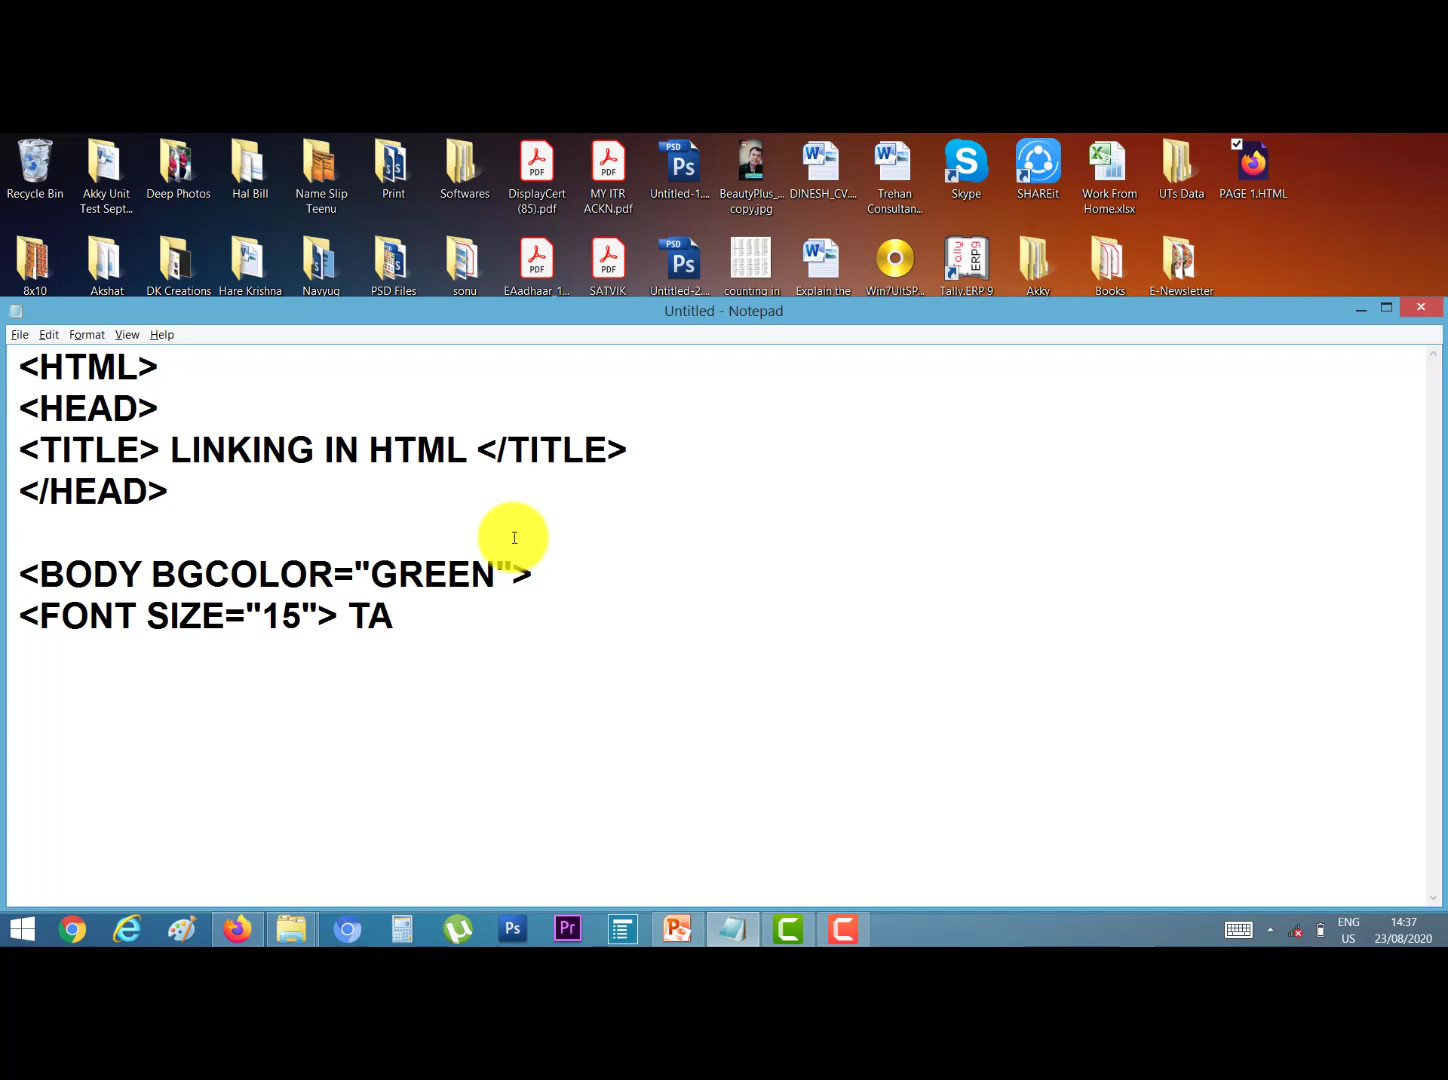 Recycle Bin
Akky Unit Test Sept...
Deep Photos
Hal Bill
Name Slip Teenu
Print
Softwares
DisplayCert (85).pdf
MY ITR ACKN.pdf
Untitled-1....
BeautyPlus_... copy.jpg
DINESH_CV....
Trehan Consultan...
Skype
SHAREit
Work From Home.xlsx
UTs Data
PAGE 1.HTML
8x10
Akshat
DK Creations
Hare Krishna
Navyug
PSD Files
sonu
EAadhaar_1...
SATVIK
Untitled-2....
counting in
Explain the
Win7UltSP...
Tally.ERP 9
Akky
Books
E-Newsletter
Untitled - Notepad
File Edit Format View Help
<HTML>
<HEAD>
<TITLE> LINKING IN HTML </TITLE>
</HEAD>
<BODY BGCOLOR="GREEN">
<FONT SIZE="15"> TA
ENG
US
14:37
23/08/2020